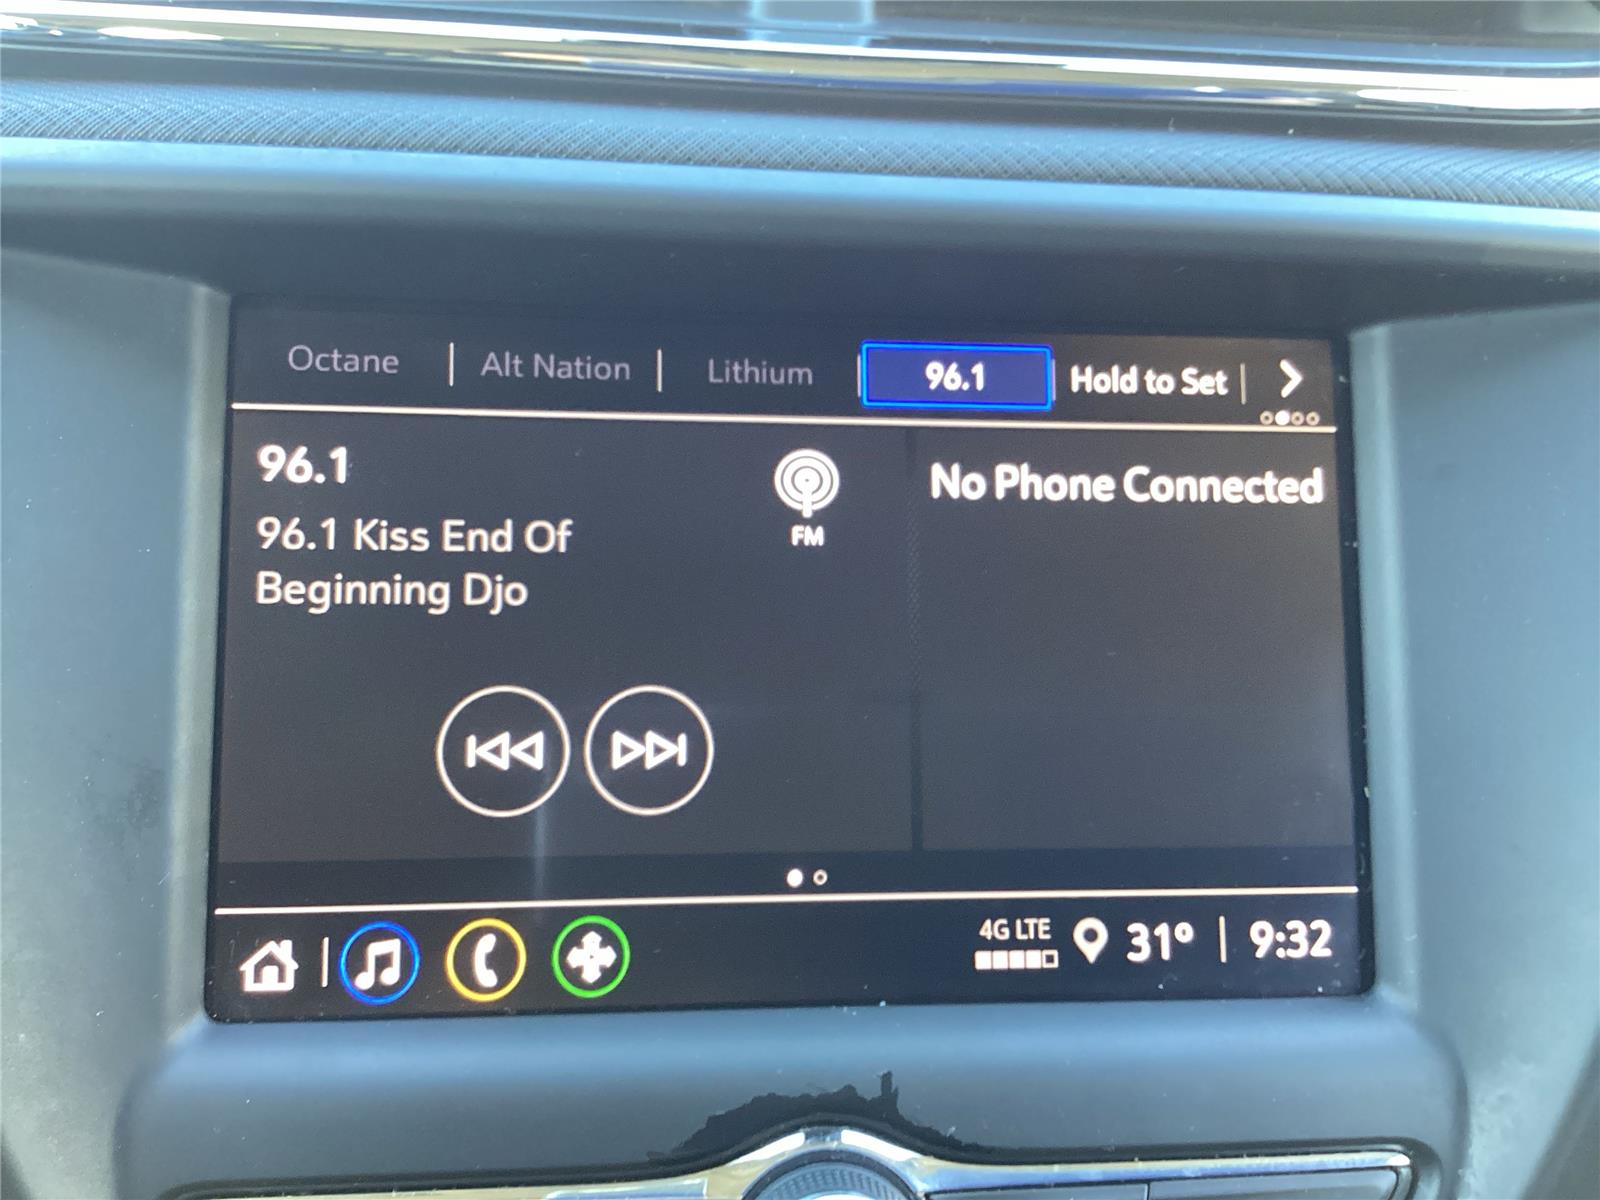 Octane | Alt Nation | Lithium | 96.1 | Hold to Set |
96.1
FM
No Phone Connected
96.1 Kiss End Of
Beginning Djo
4G LTE
31° | 9:32